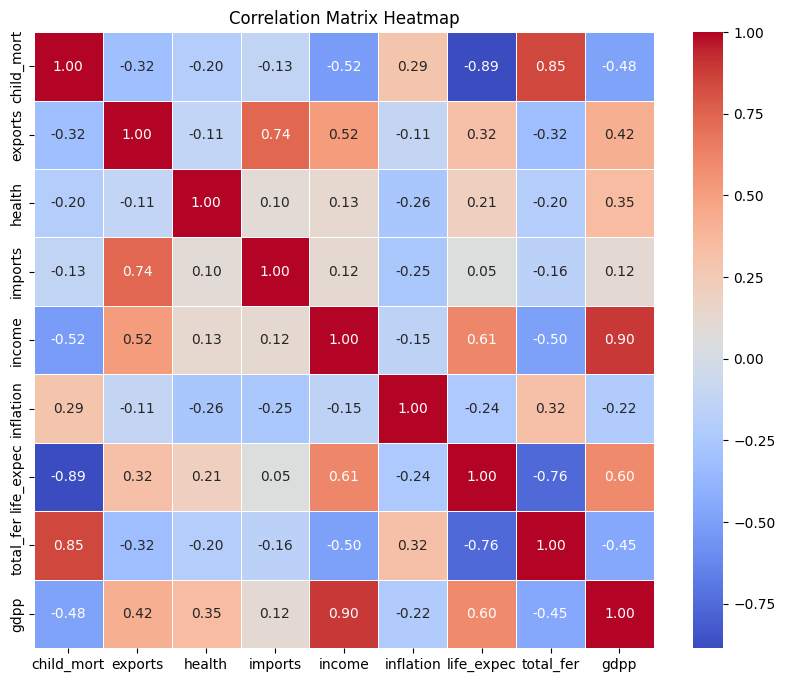 Correlation Matrix Heatmap
child_mort 1.00 -0.32 -0.20 -0.13 -0.52 0.29 -0.89 0.85 -0.48
exports -0.32 1.00 -0.11 0.74 0.52 -0.11 0.32 -0.32 0.42
health -0.20 -0.11 1.00 0.10 0.13 -0.26 0.21 -0.20 0.35
imports -0.13 0.74 0.10 1.00 0.12 -0.25 0.05 -0.16 0.12
income -0.52 0.52 0.13 0.12 1.00 -0.15 0.61 -0.50 0.90
inflation 0.29 -0.11 -0.26 -0.25 -0.15 1.00 -0.24 0.32 -0.22
life_expec -0.89 0.32 0.21 0.05 0.61 -0.24 1.00 -0.76 0.60
total_fer 0.85 -0.32 -0.20 -0.16 -0.50 0.32 -0.76 1.00 -0.45
gdpp -0.48 0.42 0.35 0.12 0.90 -0.22 0.60 -0.45 1.00
child_mort exports health imports income inflation life_expec total_fer gdpp
1.00
0.75
0.50
0.25
0.00
-0.25
-0.50
-0.75